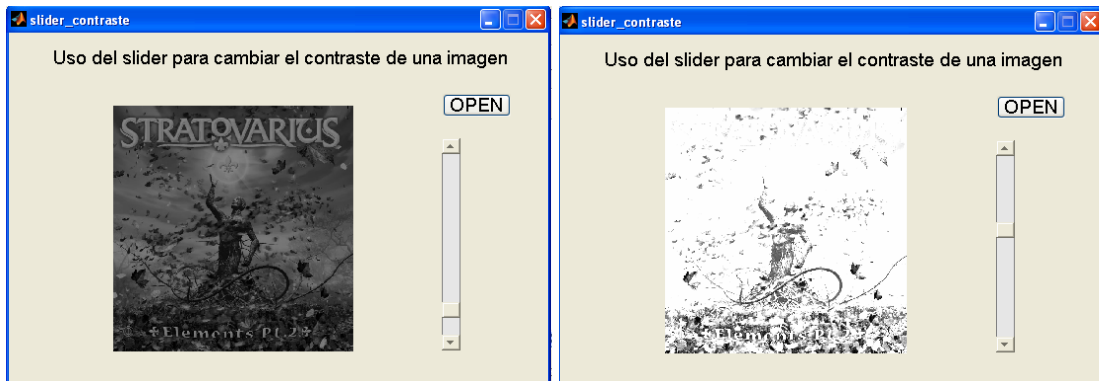 slider_contraste
Uso del slider para cambiar el contraste de una imagen
OPEN
STRATOVARIUS
Elements Pt.2
slider_contraste
Uso del slider para cambiar el contraste de una imagen
OPEN
Elements